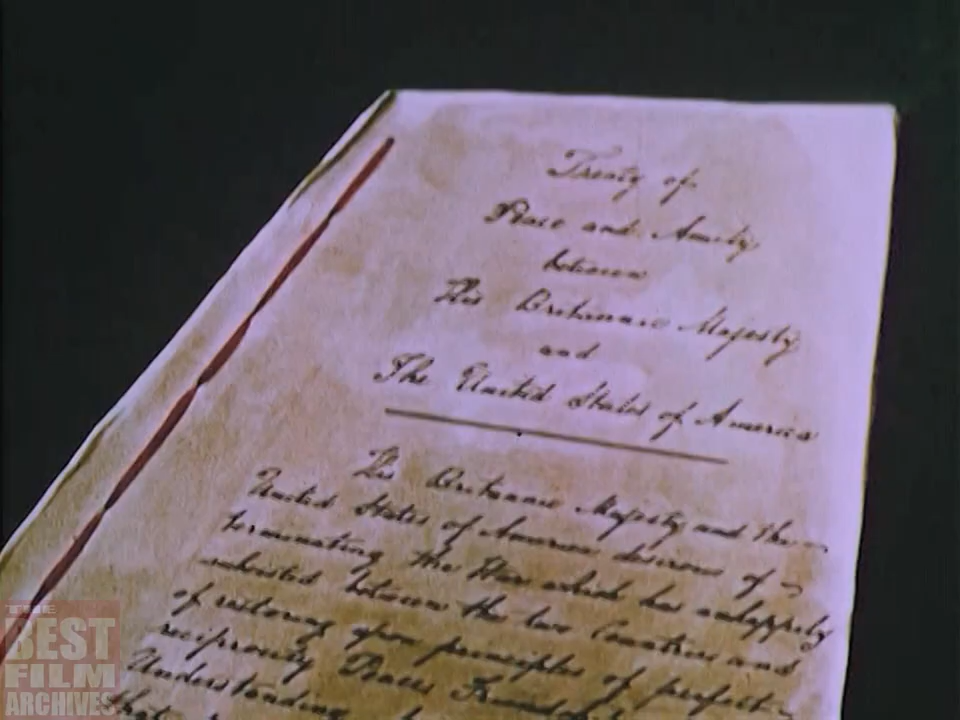 Treaty of
Peace and Amity
between
His Britannic Majesty
and
The United States of America
His Britannic Majesty and the
United States of America desirous of
terminating the War which has unhappily
subsisted between the two Countries and
of restoring upon principles of perfect
reciprocity Peace Friendship
Understanding
that
THE
BEST
FILM
ARCHIVES